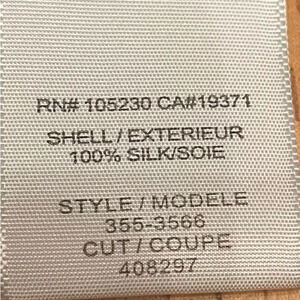 RN# 105230 CA#19371
SHELL / EXTERIEUR
100% SILK/SOIE
STYLE / MODELE
355-3566
CUT / COUPE
408297